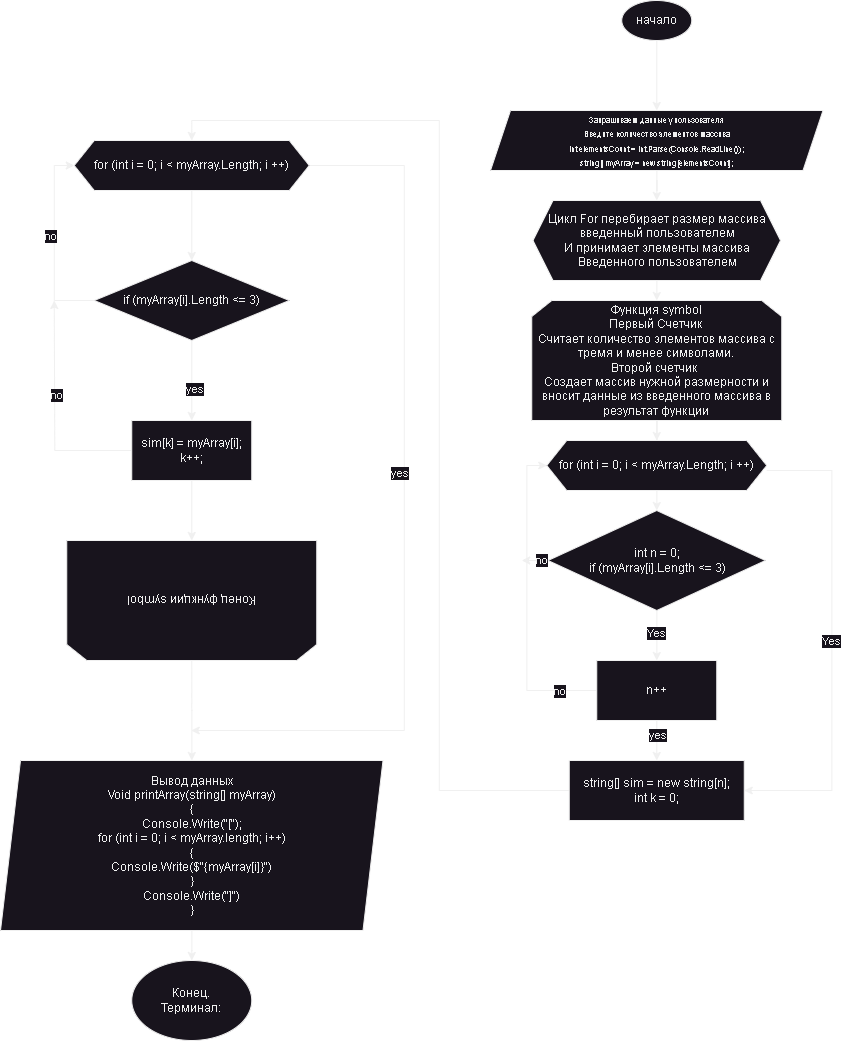 начало
Запрашиваем данные у пользователя
Введите количество элементов массива
int elementsCount = int.Parse(Console.ReadLine());
string[] myArray = new string[elementsCount];
Цикл For перебирает размер массива
введенный пользователем
И принимает элементы массива
Введенного пользователем
Функция symbol
Первый Счетчик
Считает количество элементов массива с
тремя и менее символами.
Второй счетчик
Создает массив нужной размерности и
вносит данные из введенного массива в
результат функции
for (int i = 0; i < myArray.Length; i ++)
int n = 0;
if (myArray[i].Length <= 3)
no
Yes
Yes
n++
no
yes
string[] sim = new string[n];
int k = 0;
for (int i = 0; i < myArray.Length; i ++)
no
if (myArray[i].Length <= 3)
yes
no
sim[k] = myArray[i];
k++;
yes
Конец функции symbol
Вывод данных
Void printArray(string[] myArray)
{
Console.Write("[");
for (int i = 0; i < myArray.length; i++)
{
Console.Write($"{myArray[i]}")
}
Console.Write("]")
}
Конец.
Терминал: